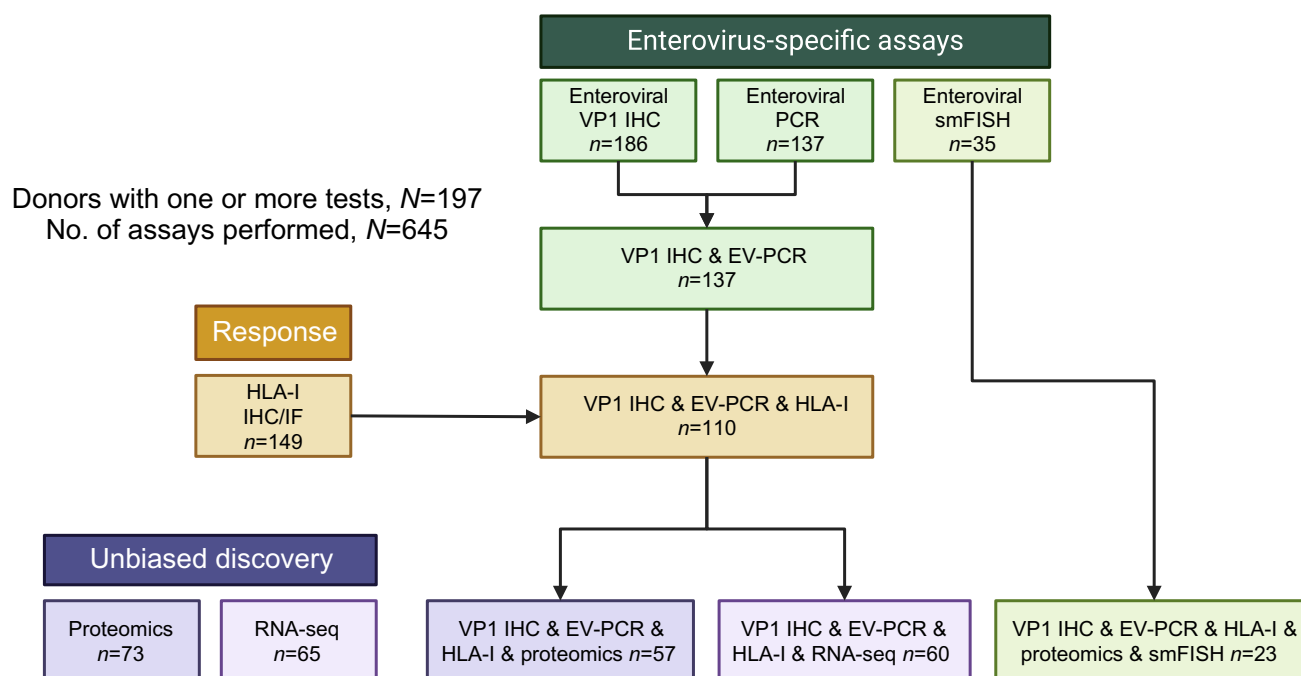 Enterovirus-specific assays
Enteroviral
VP1 IHC
n=186
Enteroviral
PCR
n=137
Enteroviral
smFISH
n=35
Donors with one or more tests, N=197
No. of assays performed, N=645
VP1 IHC & EV-PCR
n=137
Response
HLA-I
IHC/IF
n=149
VP1 IHC & EV-PCR & HLA-I
n=110
Unbiased discovery
Proteomics
n=73
RNA-seq
n=65
VP1 IHC & EV-PCR &
HLA-I & proteomics n=57
VP1 IHC & EV-PCR &
HLA-I & RNA-seq n=60
VP1 IHC & EV-PCR & HLA-I &
proteomics & smFISH n=23